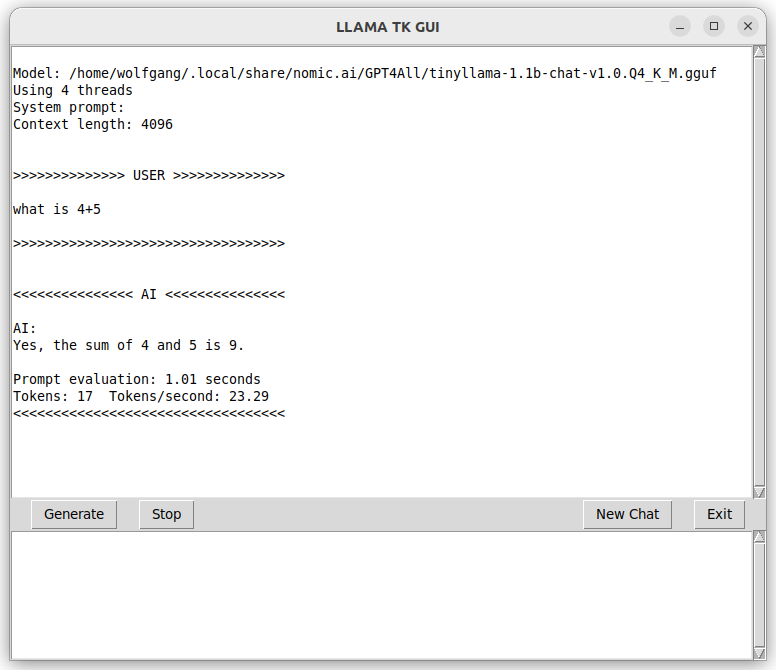 LLAMA TK GUI
Model: /home/wolfgang/.local/share/nomic.ai/GPT4All/tinyllama-1.1b-chat-v1.0.Q4_K_M.gguf
Using 4 threads
System prompt:
Context length: 4096
>>>>>>>>>>>>>> USER >>>>>>>>>>>>>>
what is 4+5
>>>>>>>>>>>>>>>>>>>>>>>>>>>>>>>>>>
<<<<<<<<<<<<<<< AI <<<<<<<<<<<<<<<
AI:
Yes, the sum of 4 and 5 is 9.
Prompt evaluation: 1.01 seconds
Tokens: 17  Tokens/second: 23.29
<<<<<<<<<<<<<<<<<<<<<<<<<<<<<<<<<<
Generate Stop New Chat Exit